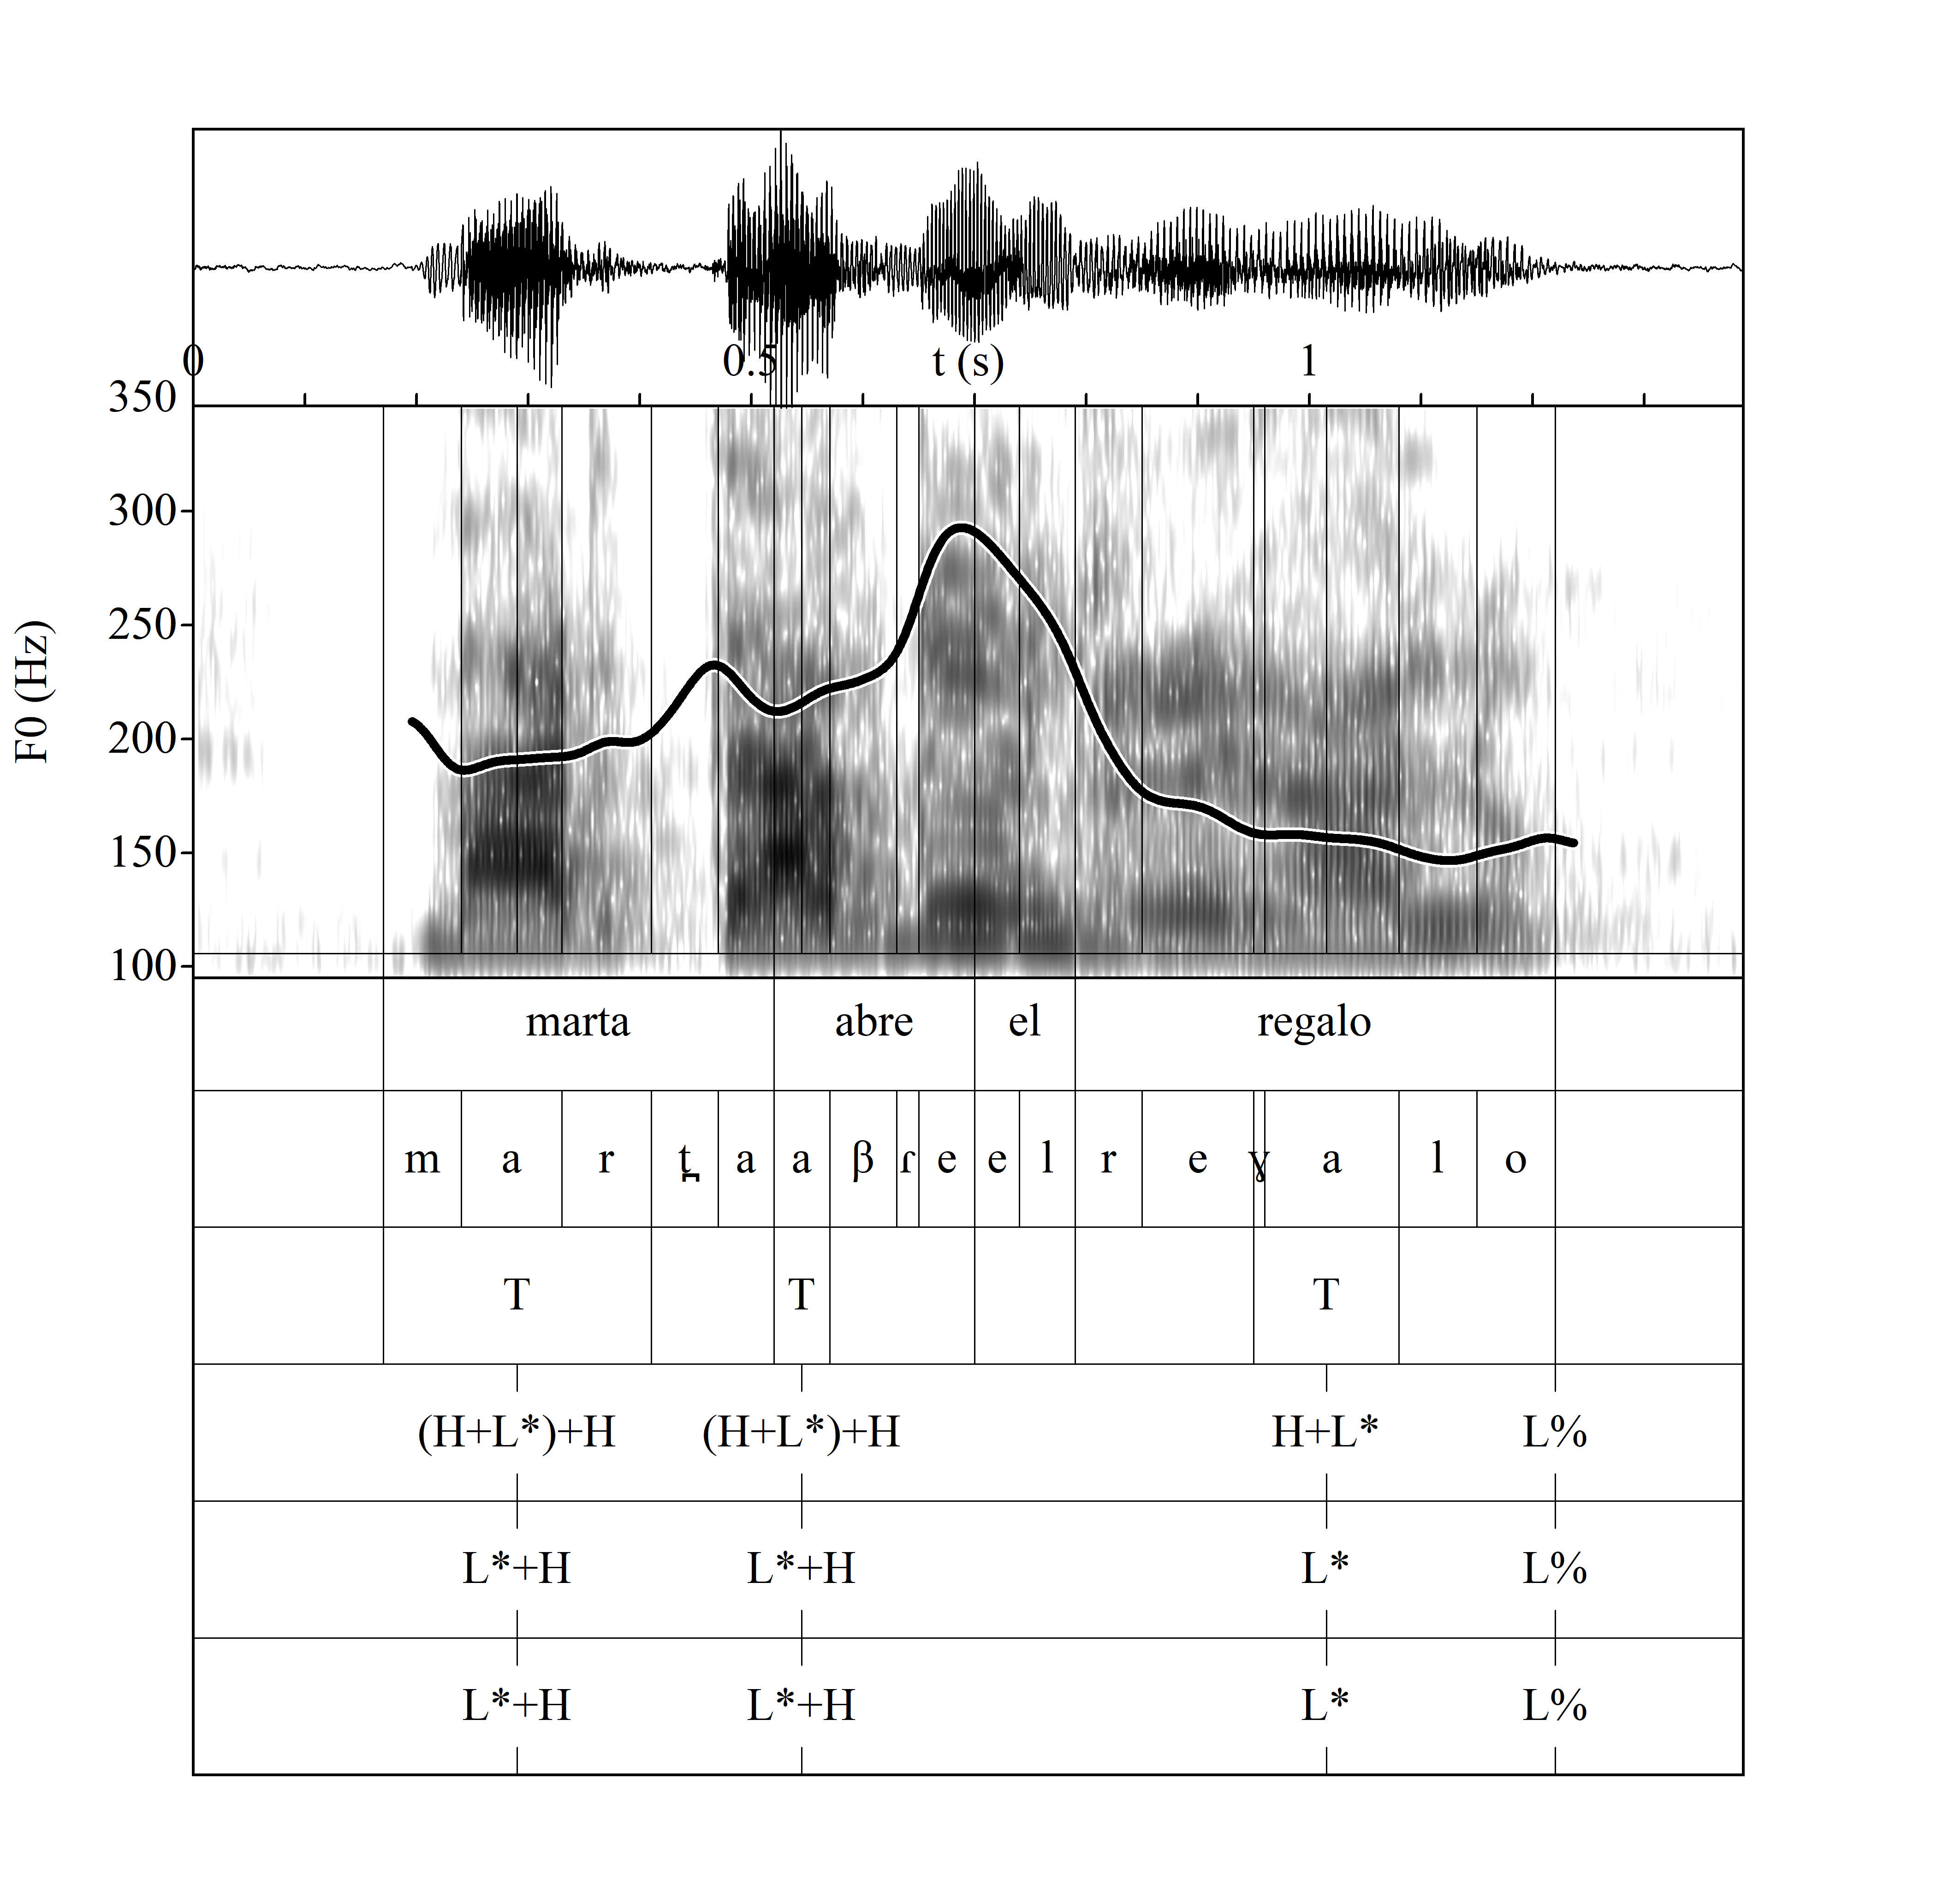 0 0.5 t (s) 1
350
300
250
200
150
100
F0 (Hz)
marta abre el regalo
m a r t̪ a a β ɾ e e l r e ɣ a l o
T T T
(H+L*)+H (H+L*)+H H+L* L%
L*+H L*+H L* L%
L*+H L*+H L* L%